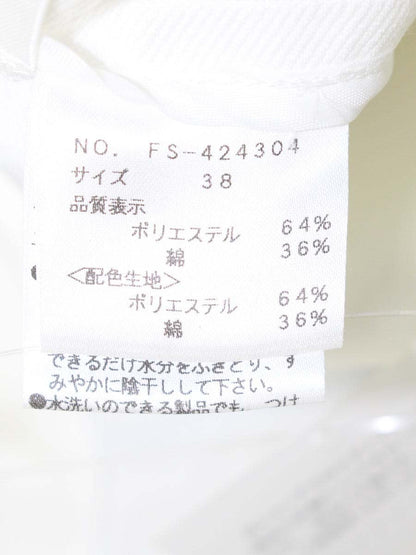 NO. FS-424304
サイズ 38
品質表示
ポリエステル 64%
綿 36%
<配色生地>
ポリエステル 64%
綿 36%
できるだけ水分をふきとり、す
みやかに陰干しして下さい。
●水洗いのできる製品でも、つけ